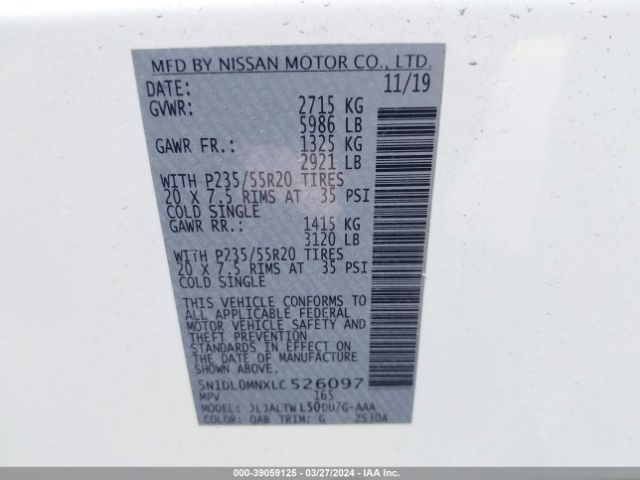 MFD BY NISSAN MOTOR CO., LTD.
DATE: 11/19
GVWR: 2715 KG
5986 LB
GAWR FR.: 1325 KG
2921 LB
WITH P235/55R20 TIRES
20 X 7.5 RIMS AT 35 PSI
COLD SINGLE
GAWR RR.: 1415 KG
3120 LB
WITH P235/55R20 TIRES
20 X 7.5 RIMS AT 35 PSI
COLD SINGLE
THIS VEHICLE CONFORMS TO
ALL APPLICABLE FEDERAL
MOTOR VEHICLE SAFETY AND
THEFT PREVENTION
STANDARDS IN EFFECT ON
THE DATE OF MANUFACTURE
SHOWN ABOVE.
5N1DL0MNXLC526097
MPV 165
MODEL: JLJALTWL50DU7G-AAA
COLOR: QAB TRIM: G 2S30A
000-39059125 - 03/27/2024 - IAA Inc.